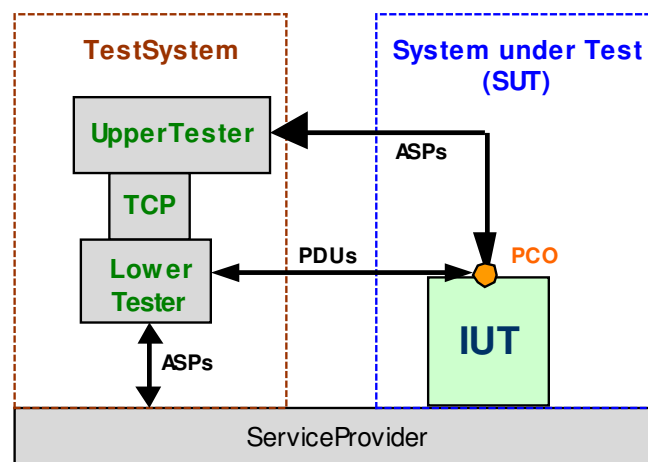 TestSystem
System under Test
(SUT)
UpperTester
ASPs
TCP
PDUs
PCO
Lower
Tester
IUT
ASPs
ServiceProvider